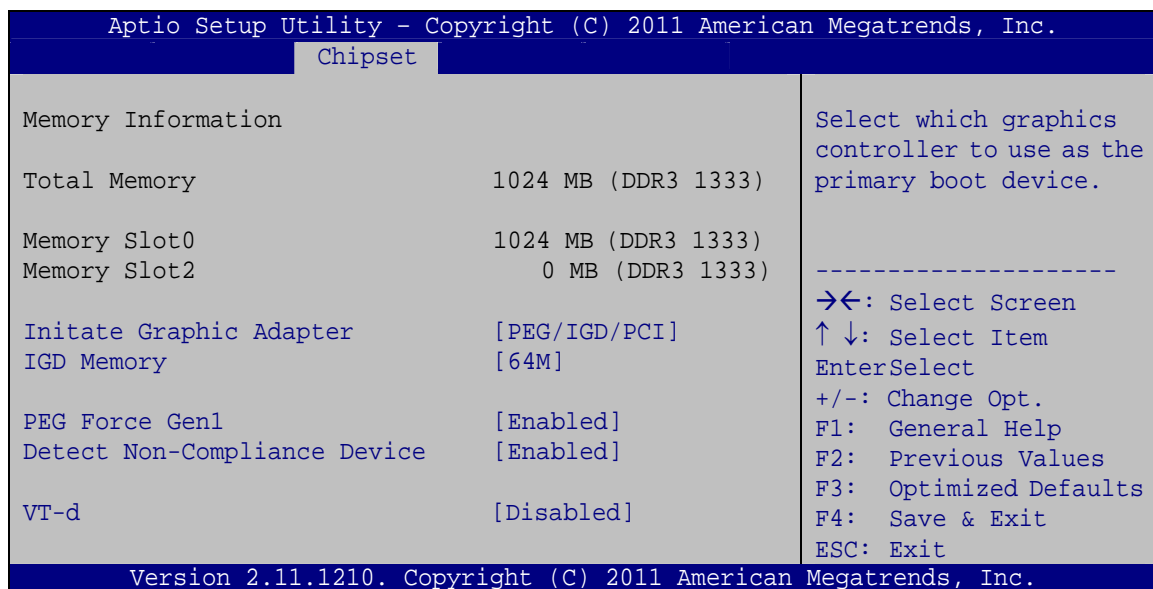 Aptio Setup Utility – Copyright (C) 2011 American Megatrends, Inc.
Chipset
Memory Information
Total Memory 1024 MB (DDR3 1333)
Memory Slot0 1024 MB (DDR3 1333)
Memory Slot2 0 MB (DDR3 1333)
Initate Graphic Adapter [PEG/IGD/PCI]
IGD Memory [64M]
PEG Force Gen1 [Enabled]
Detect Non-Compliance Device [Enabled]
VT-d [Disabled]
Select which graphics
controller to use as the
primary boot device.
---------------------
→←: Select Screen
↑ ↓: Select Item
EnterSelect
+/-: Change Opt.
F1: General Help
F2: Previous Values
F3: Optimized Defaults
F4: Save & Exit
ESC: Exit
Version 2.11.1210. Copyright (C) 2011 American Megatrends, Inc.